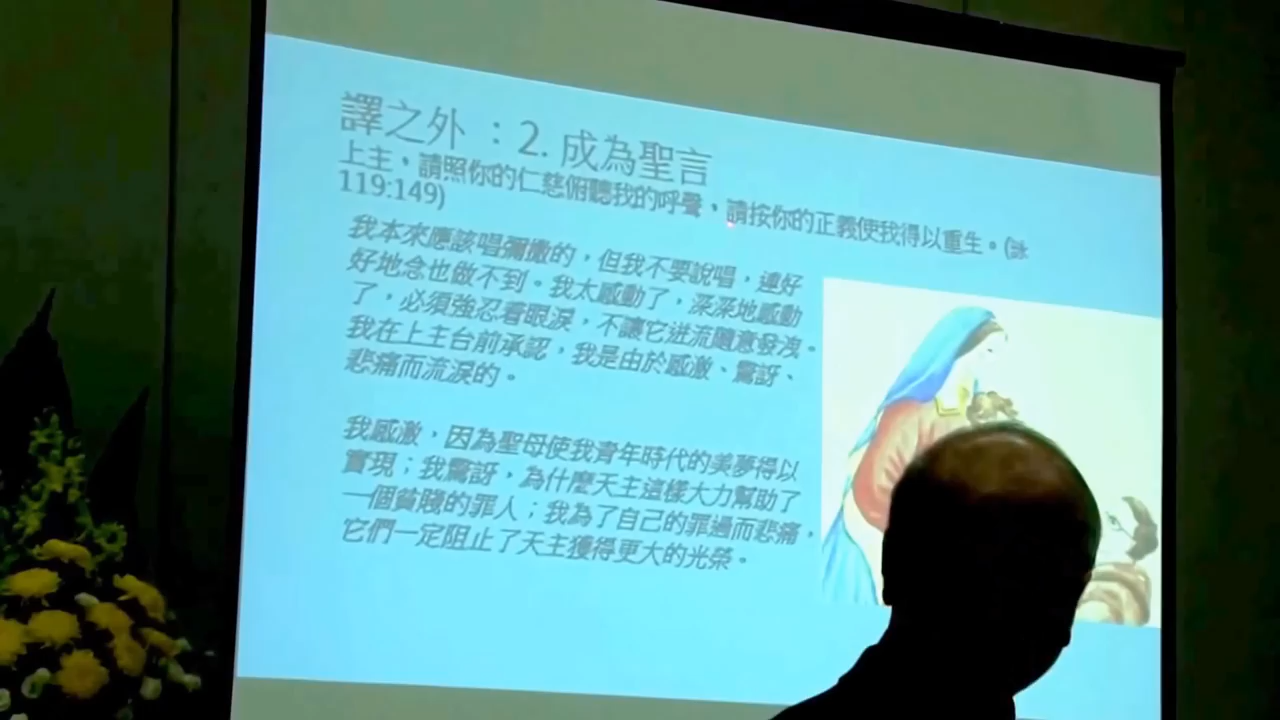 譯之外 ：2. 成為聖言
上主，請照你的仁慈俯聽我的呼聲，請按你的正義使我得以重生。(詠
119:149)
我本來應該唱彌撒的，但我不要說唱，連好
好地念也做不到。我太感動了，深深地感動
了，必須強忍着眼淚，不讓它迸流隨意發洩。
我在上主台前承認，我是由於感激、驚訝、
悲痛而流淚的。
我感激，因為聖母使我青年時代的美夢得以
實現；我驚訝，為什麼天主這樣大力幫助了
一個貧賤的罪人；我為了自己的罪過而悲痛，
它們一定阻止了天主獲得更大的光榮。